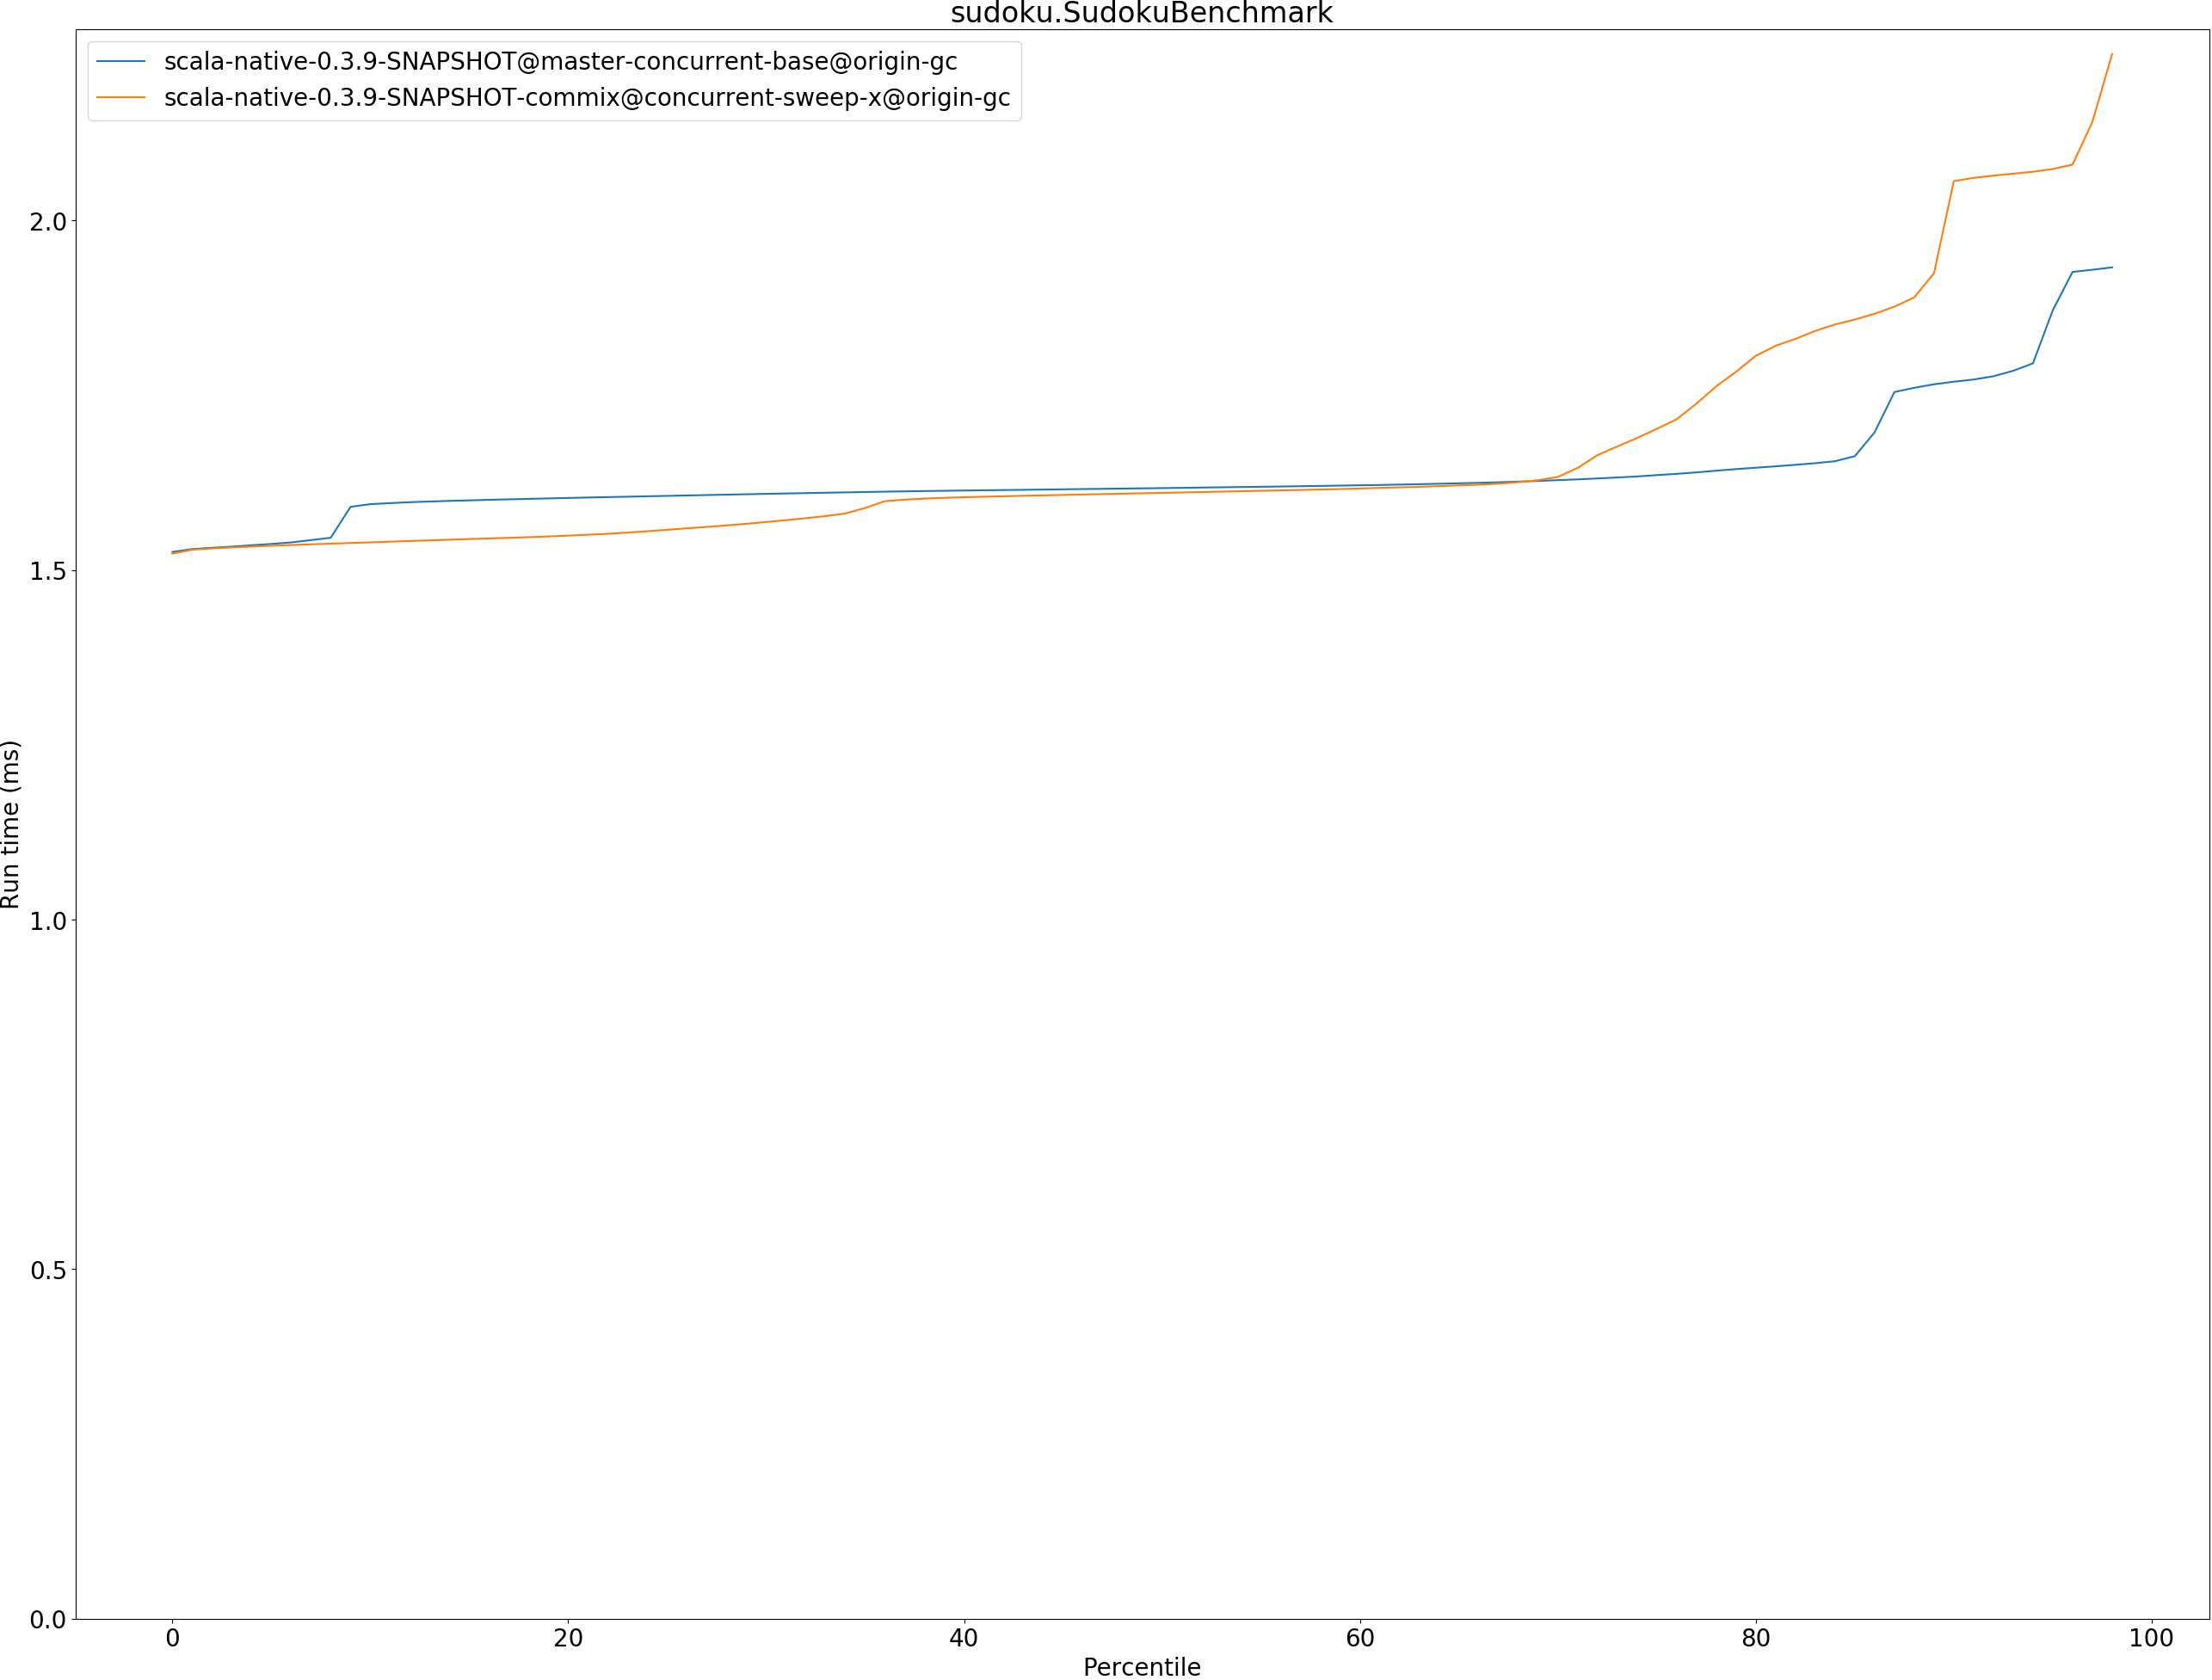 sudoku.SudokuBenchmark
scala-native-0.3.9-SNAPSHOT@master-concurrent-base@origin-gc
scala-native-0.3.9-SNAPSHOT-commix@concurrent-sweep-x@origin-gc
2.0
1.5
1.0
0.5
0.0
Run time (ms)
0 20 40 60 80 100
Percentile